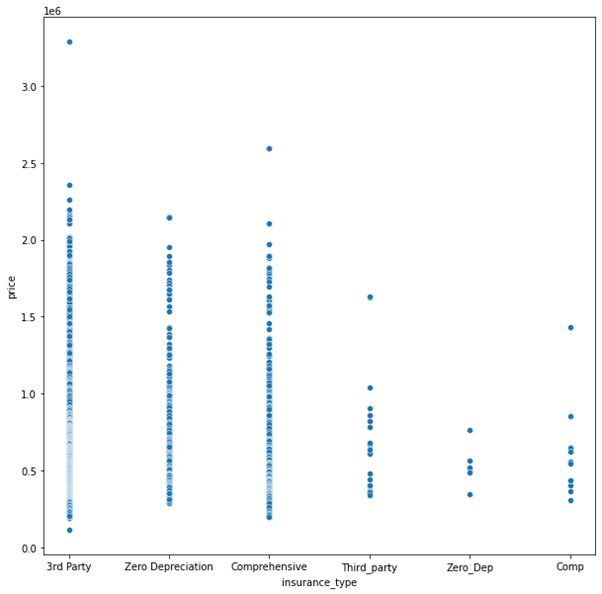 1e6
3.0
2.5
2.0
1.5
1.0
0.5
0.0
price
3rd Party Zero Depreciation Comprehensive Third_party Zero_Dep Comp
insurance_type